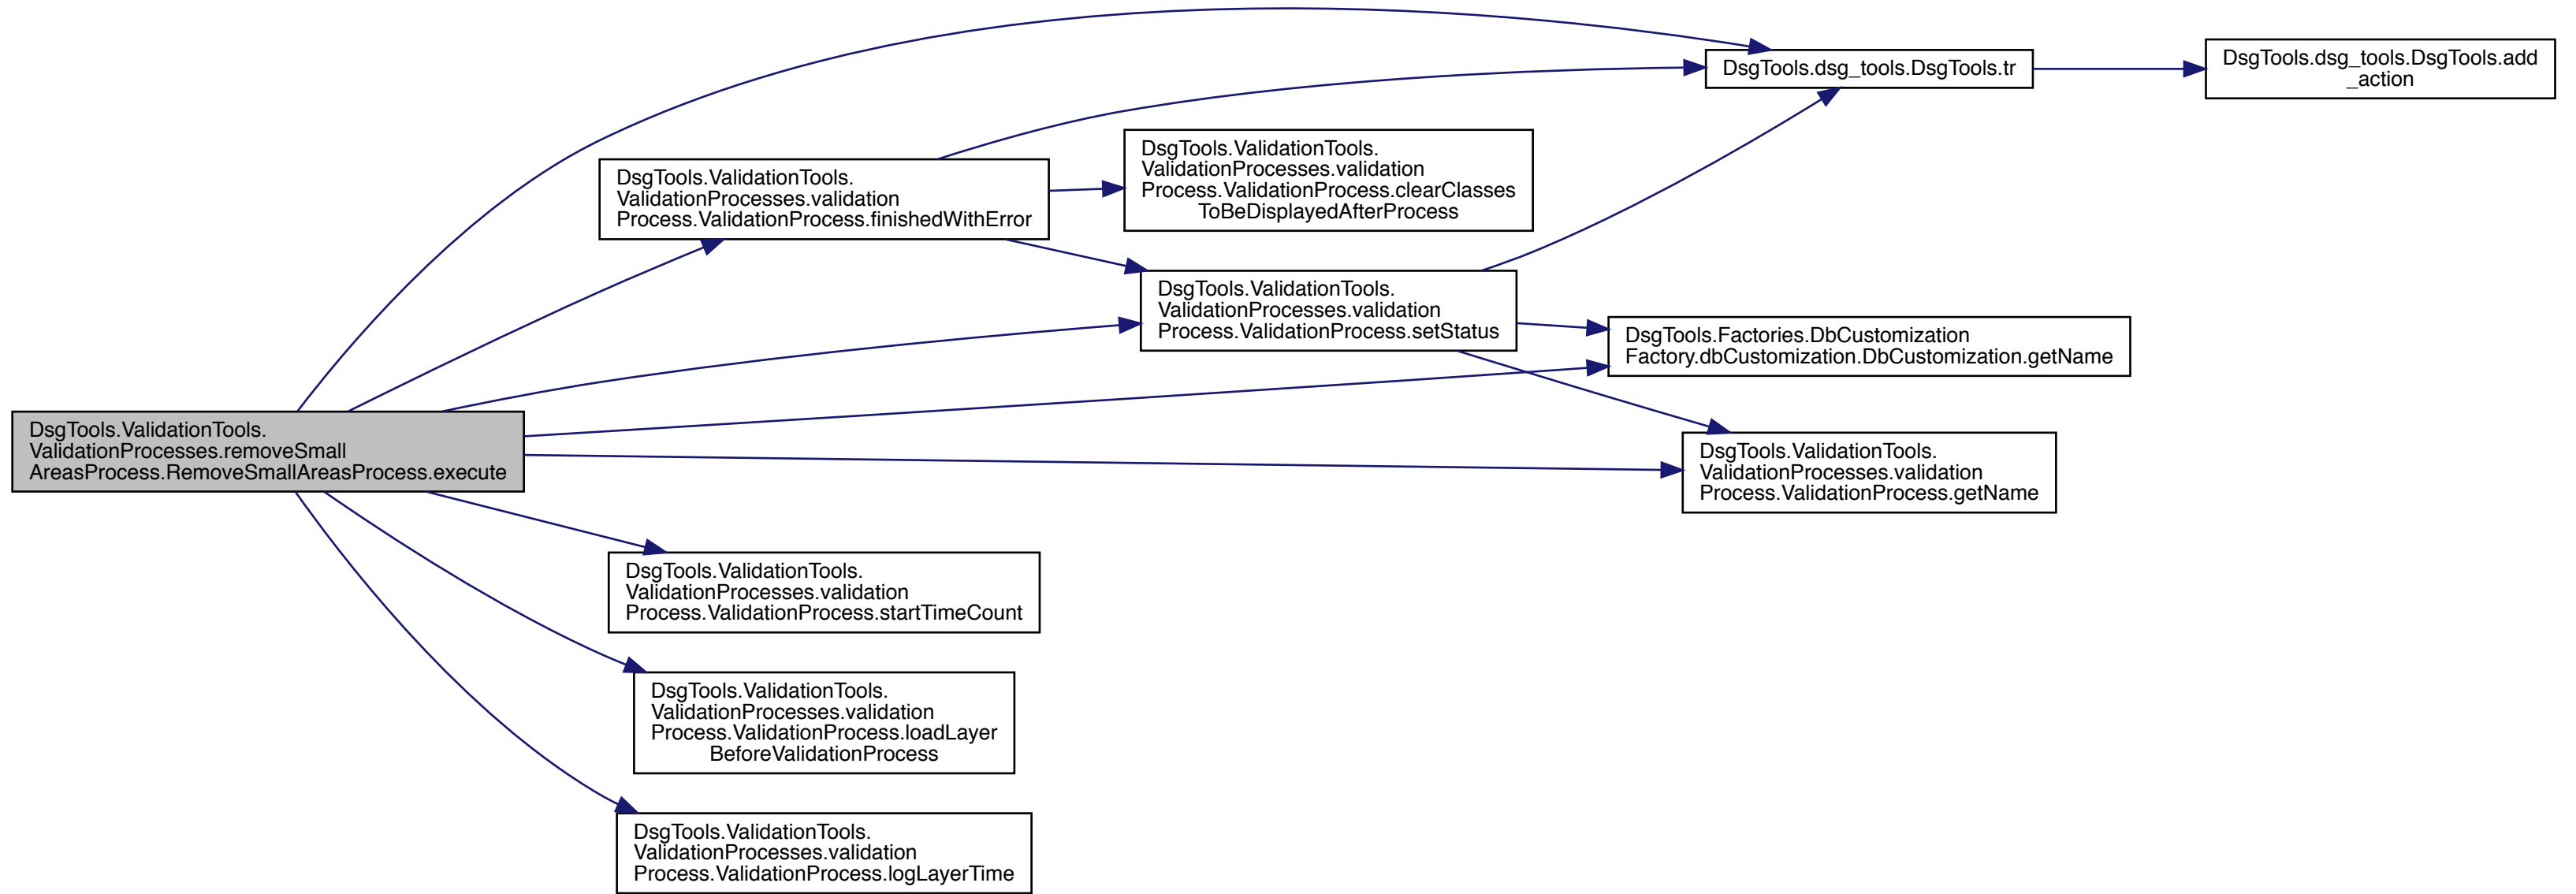 DsgTools.dsg_tools.DsgTools.tr
DsgTools.dsg_tools.DsgTools.add
_action
DsgTools.ValidationTools.
ValidationProcesses.validation
Process.ValidationProcess.clearClasses
ToBeDisplayedAfterProcess
DsgTools.ValidationTools.
ValidationProcesses.validation
Process.ValidationProcess.finishedWithError
DsgTools.ValidationTools.
ValidationProcesses.validation
Process.ValidationProcess.setStatus
DsgTools.Factories.DbCustomization
Factory.dbCustomization.DbCustomization.getName
DsgTools.ValidationTools.
ValidationProcesses.removeSmall
AreasProcess.RemoveSmallAreasProcess.execute
DsgTools.ValidationTools.
ValidationProcesses.validation
Process.ValidationProcess.getName
DsgTools.ValidationTools.
ValidationProcesses.validation
Process.ValidationProcess.startTimeCount
DsgTools.ValidationTools.
ValidationProcesses.validation
Process.ValidationProcess.loadLayer
BeforeValidationProcess
DsgTools.ValidationTools.
ValidationProcesses.validation
Process.ValidationProcess.logLayerTime